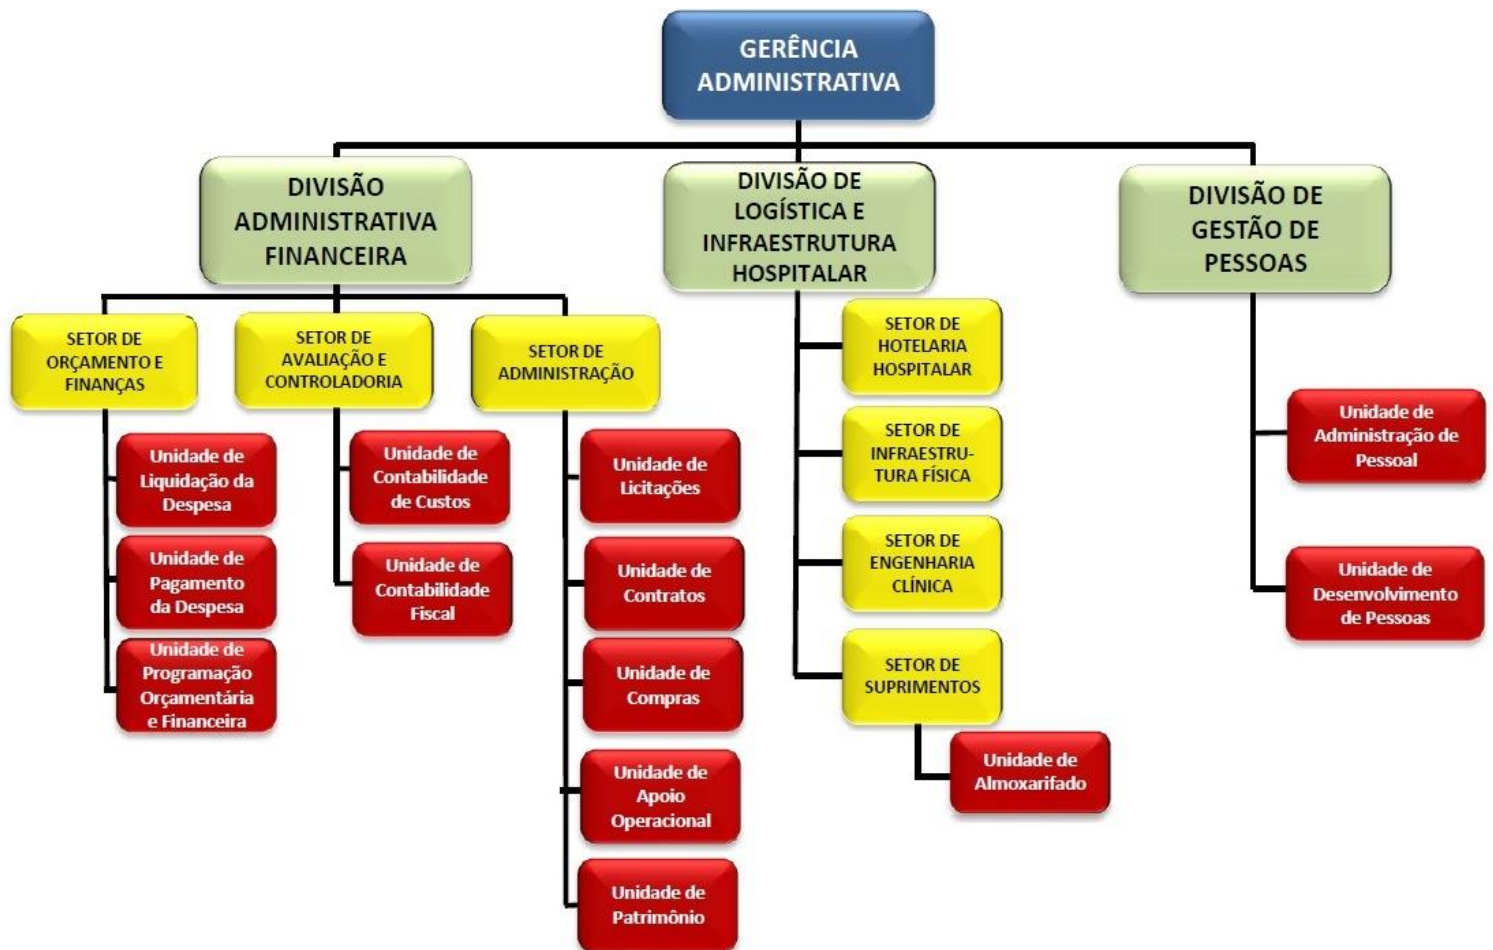 GERÊNCIA
ADMINISTRATIVA
DIVISÃO
ADMINISTRATIVA
FINANCEIRA
DIVISÃO DE
LOGÍSTICA E
INFRAESTRUTURA
HOSPITALAR
DIVISÃO DE
GESTÃO DE
PESSOAS
SETOR DE
ORÇAMENTO E
FINANÇAS
SETOR DE
AVALIAÇÃO E
CONTROLADORIA
SETOR DE
ADMINISTRAÇÃO
Unidade de
Liquidação da
Despesa
Unidade de
Pagamento
da Despesa
Unidade de
Programação
Orçamentária
e Financeira
Unidade de
Contabilidade
de Custos
Unidade de
Contabilidade
Fiscal
Unidade de
Licitações
Unidade de
Contratos
Unidade de
Compras
Unidade de
Apoio
Operacional
Unidade de
Patrimônio
SETOR DE
HOTELARIA
HOSPITALAR
SETOR DE
INFRAESTRU-
TURA FÍSICA
SETOR DE
ENGENHARIA
CLÍNICA
SETOR DE
SUPRIMENTOS
Unidade de
Almoxarifado
Unidade de
Administração de
Pessoal
Unidade de
Desenvolvimento
de Pessoas